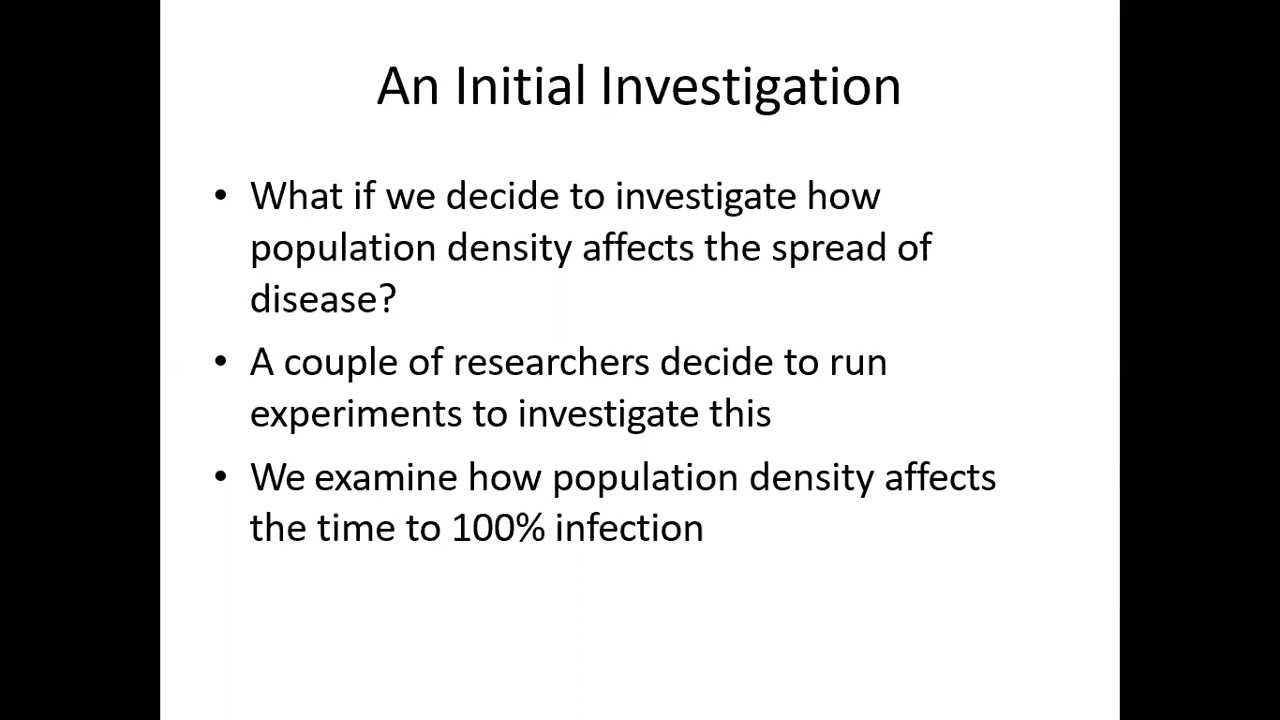 An Initial Investigation
• What if we decide to investigate how
population density affects the spread of
disease?
• A couple of researchers decide to run
experiments to investigate this
• We examine how population density affects
the time to 100% infection